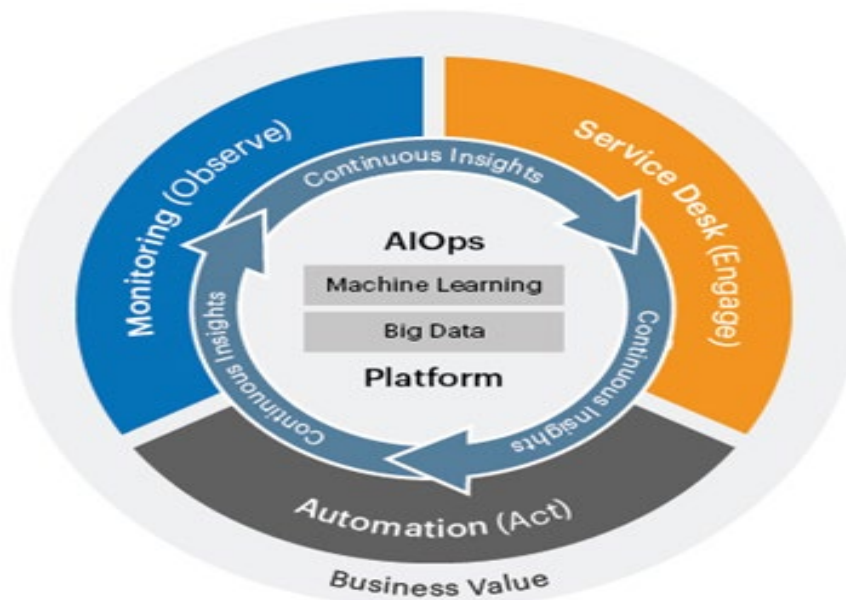 Monitoring (Observe)
Service Desk (Engage)
Continuous Insights
AIOps
Machine Learning
Big Data
Platform
Continuous Insights
Continuous Insights
Automation (Act)
Business Value